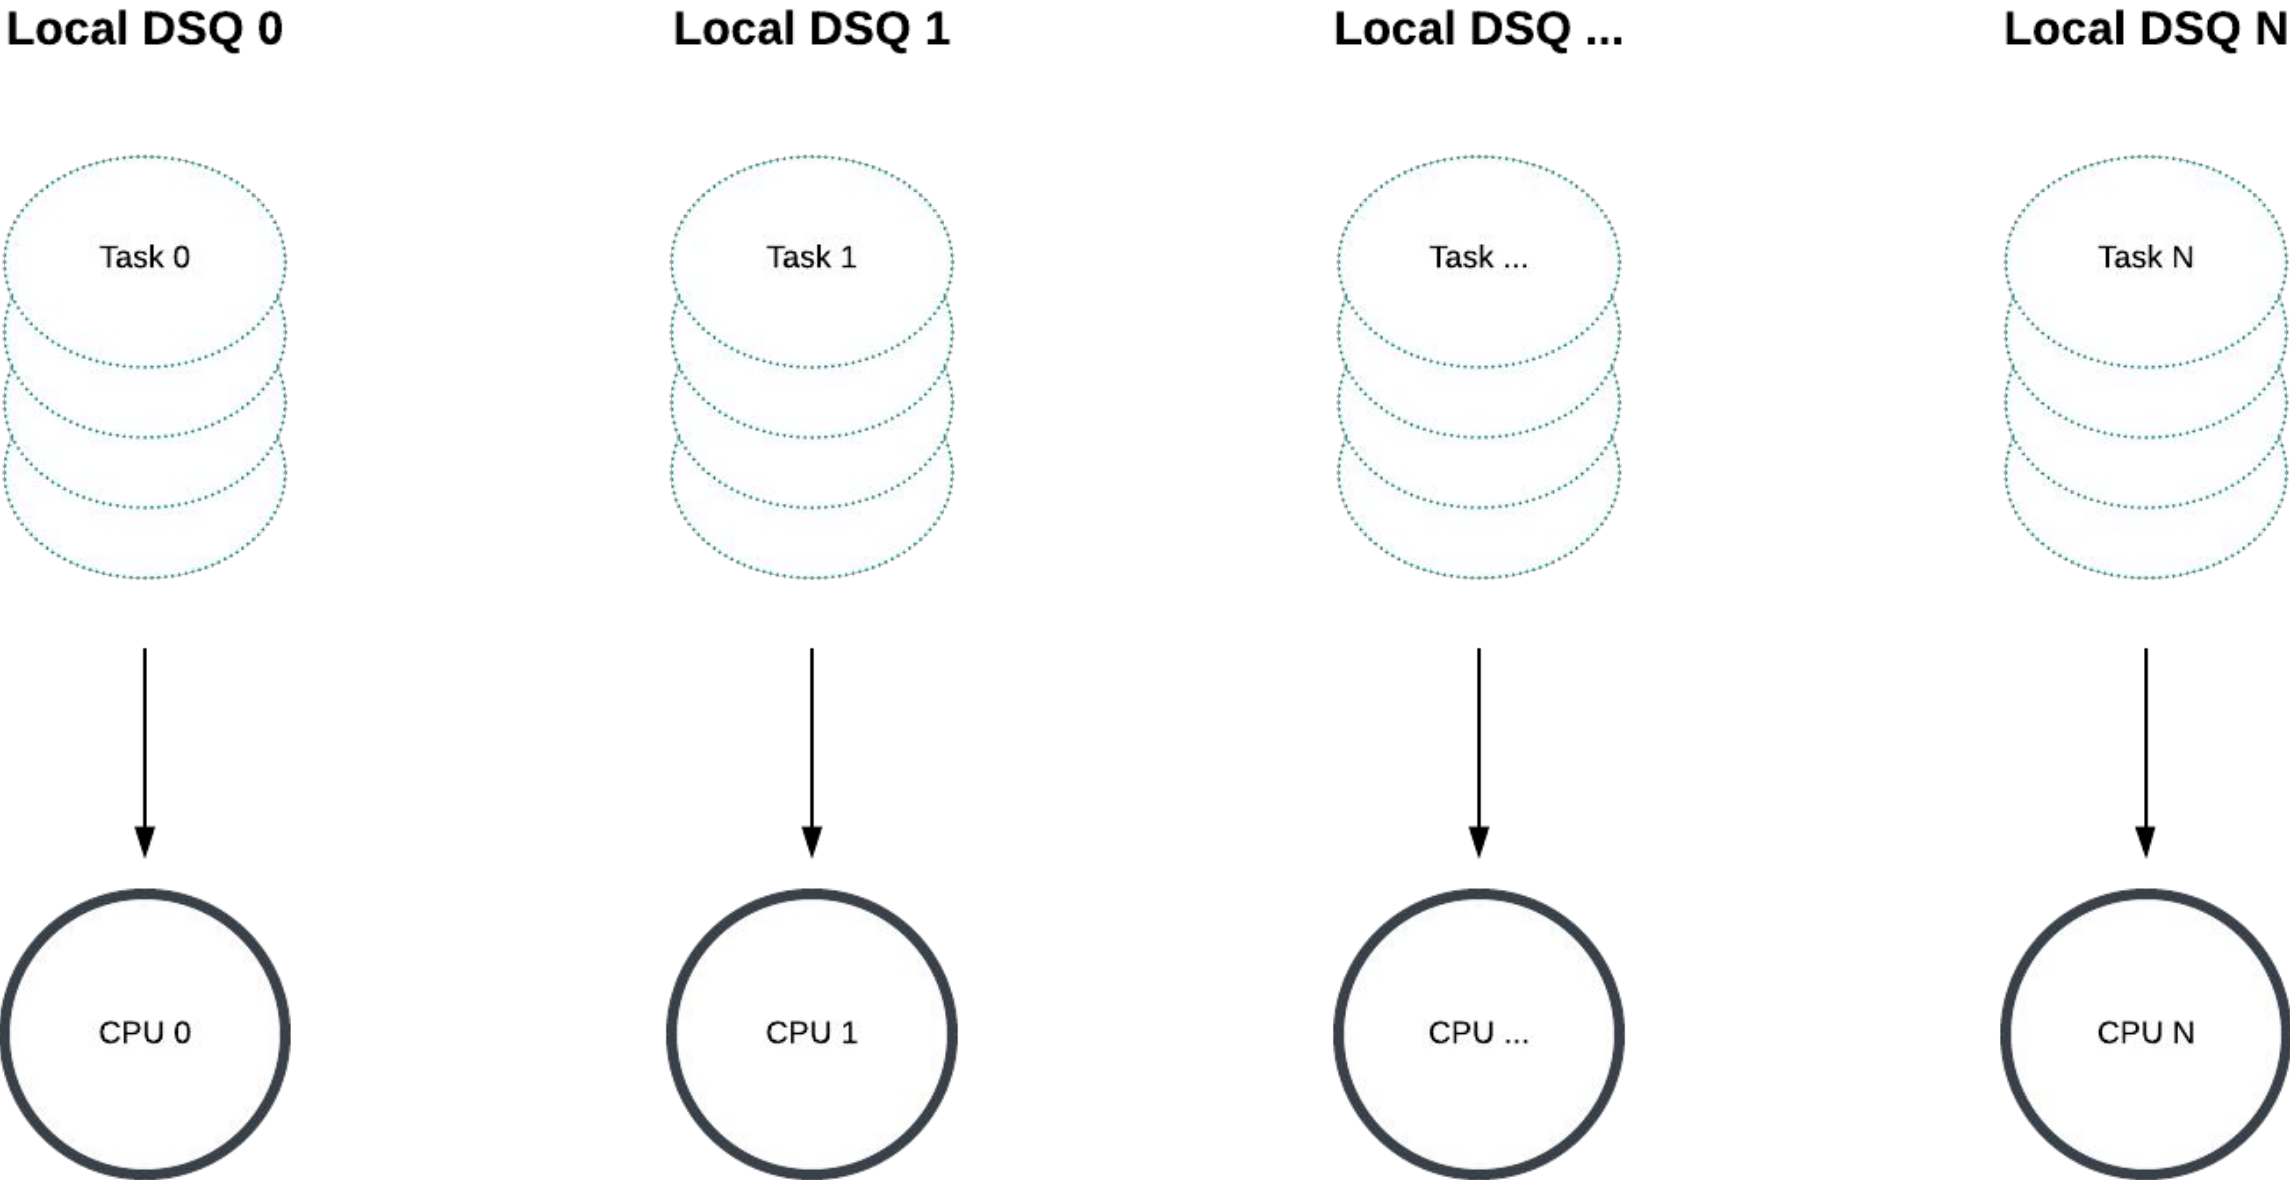 Local DSQ 0
Local DSQ 1
Local DSQ ...
Local DSQ N
Task 0
Task 1
Task ...
Task N
CPU 0
CPU 1
CPU ...
CPU N